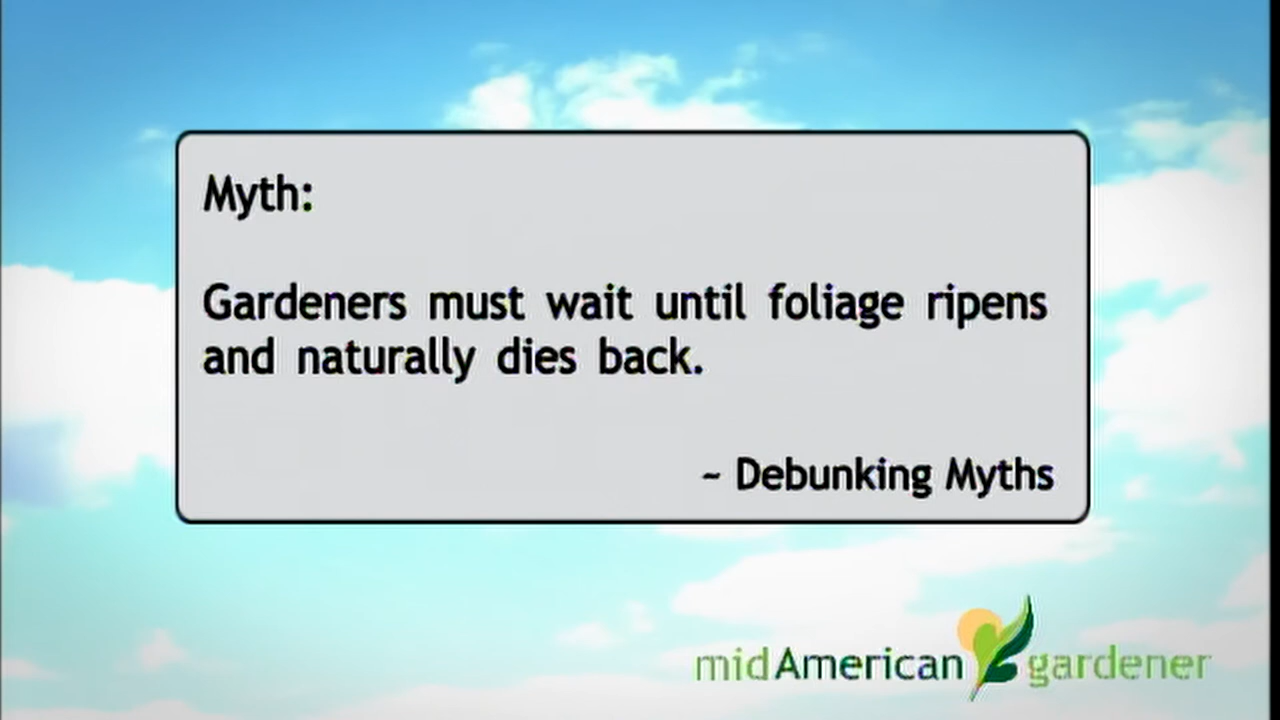 Myth:
Gardeners must wait until foliage ripens
and naturally dies back.
~ Debunking Myths
midAmerican gardener